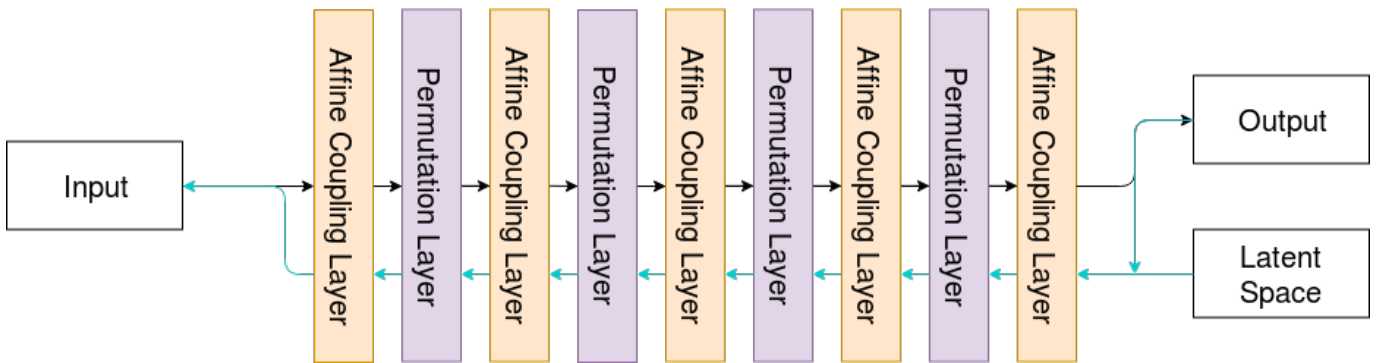 Input
Affine Coupling Layer
Permutation Layer
Affine Coupling Layer
Permutation Layer
Affine Coupling Layer
Permutation Layer
Affine Coupling Layer
Permutation Layer
Affine Coupling Layer
Output
Latent
Space